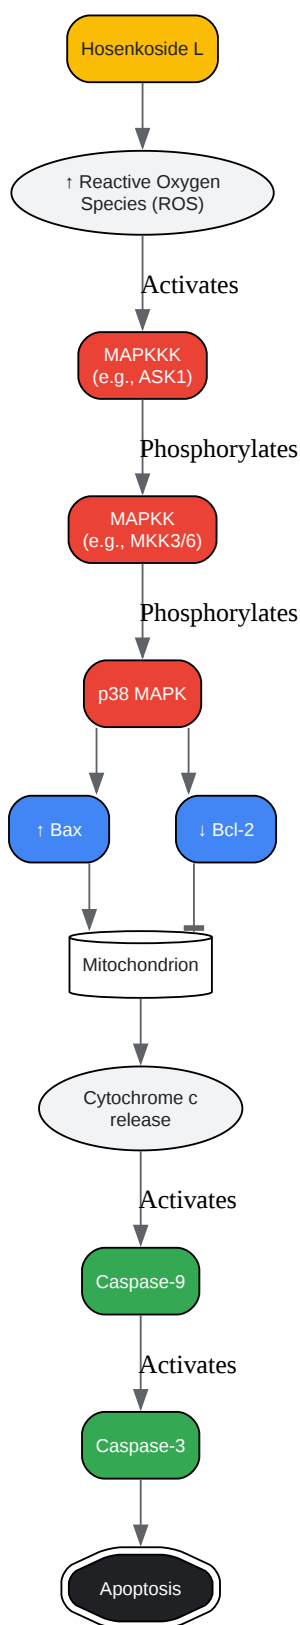 Hosenkoside L
↑ Reactive Oxygen
Species (ROS)
Activates
MAPKKK
(e.g., ASK1)
Phosphorylates
MAPKK
(e.g., MKK3/6)
Phosphorylates
p38 MAPK
↑ Bax
↓ Bcl-2
Mitochondrion
Cytochrome c
release
Activates
Caspase-9
Activates
Caspase-3
Apoptosis